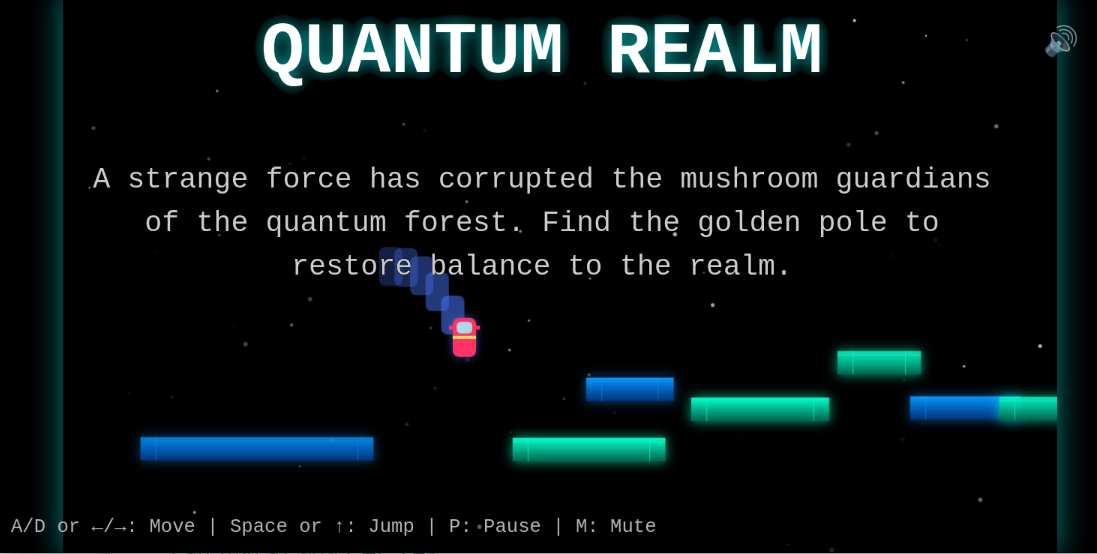 QUANTUM REALM
A strange force has corrupted the mushroom guardians
of the quantum forest. Find the golden pole to
restore balance to the realm.
A/D or ←/→: Move | Space or ↑: Jump | P: Pause | M: Mute